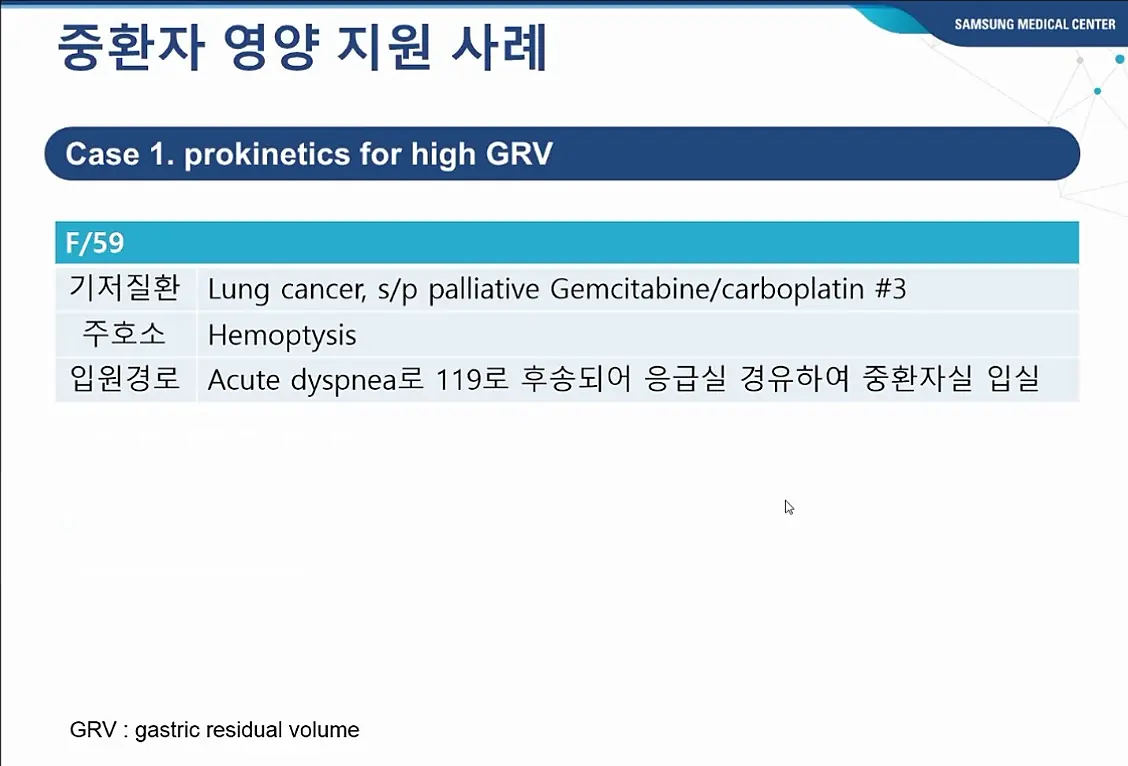 SAMSUNG MEDICAL CENTER
중환자 영양 지원 사례
Case 1. prokinetics for high GRV
F/59
기저질환 Lung cancer, s/p palliative Gemcitabine/carboplatin #3
주호소 Hemoptysis
입원경로 Acute dyspnea로 119로 후송되어 응급실 경유하여 중환자실 입실
GRV : gastric residual volume